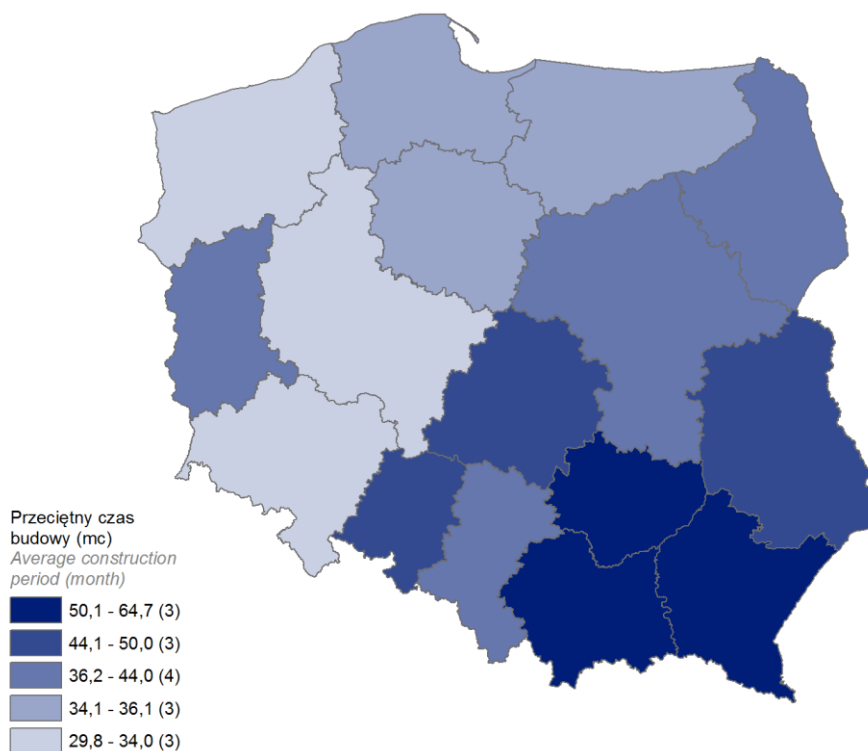 Przeciętny czas
budowy (mc)
Average construction
period (month)
50,1 - 64,7 (3)
44,1 - 50,0 (3)
36,2 - 44,0 (4)
34,1 - 36,1 (3)
29,8 - 34,0 (3)